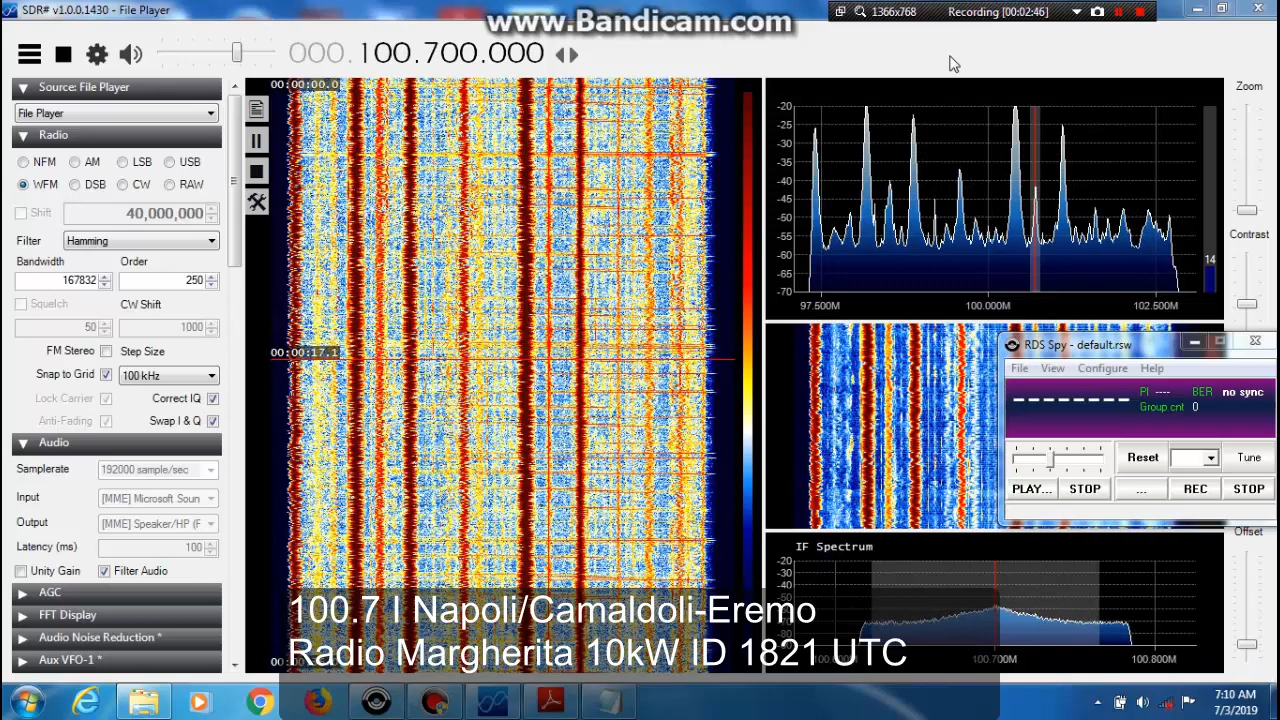 SDR# v1.0.0.1430 - File Player
www.Bandicam.com
1366x768
Recording [00:02:46]
000.100.700.000
Source: File Player
File Player
Radio
NFM AM LSB USB
WFM DSB CW RAW
Shift 40,000,000
Filter Hamming
Bandwidth Order
167832 250
Squelch CW Shift
50 1000
FM Stereo Step Size
Snap to Grid 100 kHz
Lock Carrier Correct IQ
Anti-Fading Swap I & Q
Audio
Samplerate 192000 sample/sec
Input [MME] Microsoft Soun
Output [MME] Speaker/HP (F
Latency (ms) 100
Unity Gain Filter Audio
AGC
FFT Display
Audio Noise Reduction *
Aux VFO-1 *
00:00:00.0
00:00:17.1
-20
-25
-30
-35
-40
-45
-50
-55
-60
-65
-70
14
97.500M 100.000M 102.500M
Zoom
Contrast
Offset
RDS Spy - default.rsw
File View Configure Help
PI ---- BER no sync
Group.cnt 0
Reset Tune
PLAY... STOP ... REC STOP
IF Spectrum
-20
-30
-40
-50
-60
-70
-80
100.700M 100.800M
100.7 I Napoli/Camaldoli-Eremo
Radio Margherita 10kW ID 1821 UTC
7:10 AM
7/3/2019